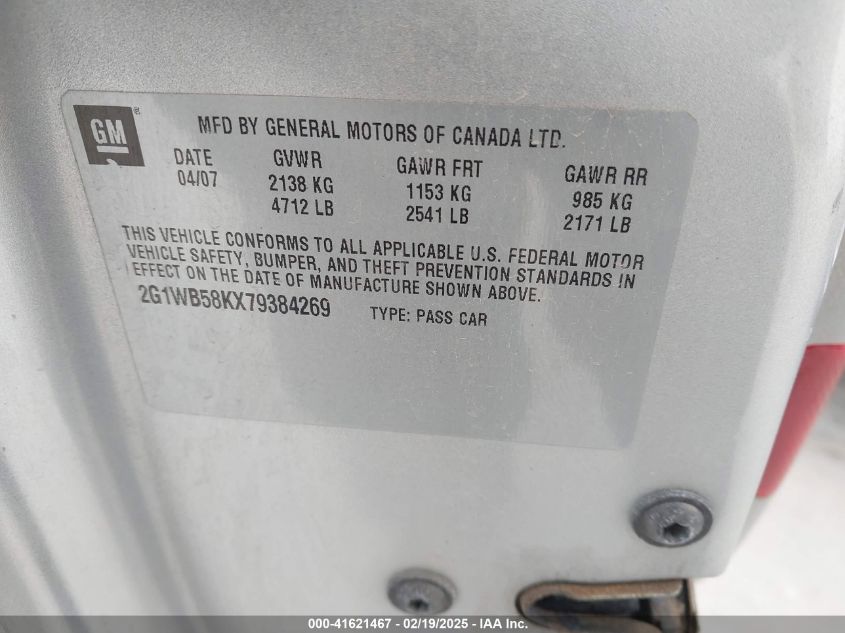 GM
MFD BY GENERAL MOTORS OF CANADA LTD.
DATE GVWR GAWR FRT GAWR RR
04/07 2138 KG 1153 KG 985 KG
4712 LB 2541 LB 2171 LB
THIS VEHICLE CONFORMS TO ALL APPLICABLE U.S. FEDERAL MOTOR
VEHICLE SAFETY, BUMPER, AND THEFT PREVENTION STANDARDS IN
EFFECT ON THE DATE OF MANUFACTURE SHOWN ABOVE.
2G1WB58KX79384269 TYPE: PASS CAR
000-41621467 - 02/19/2025 - IAA, Inc.